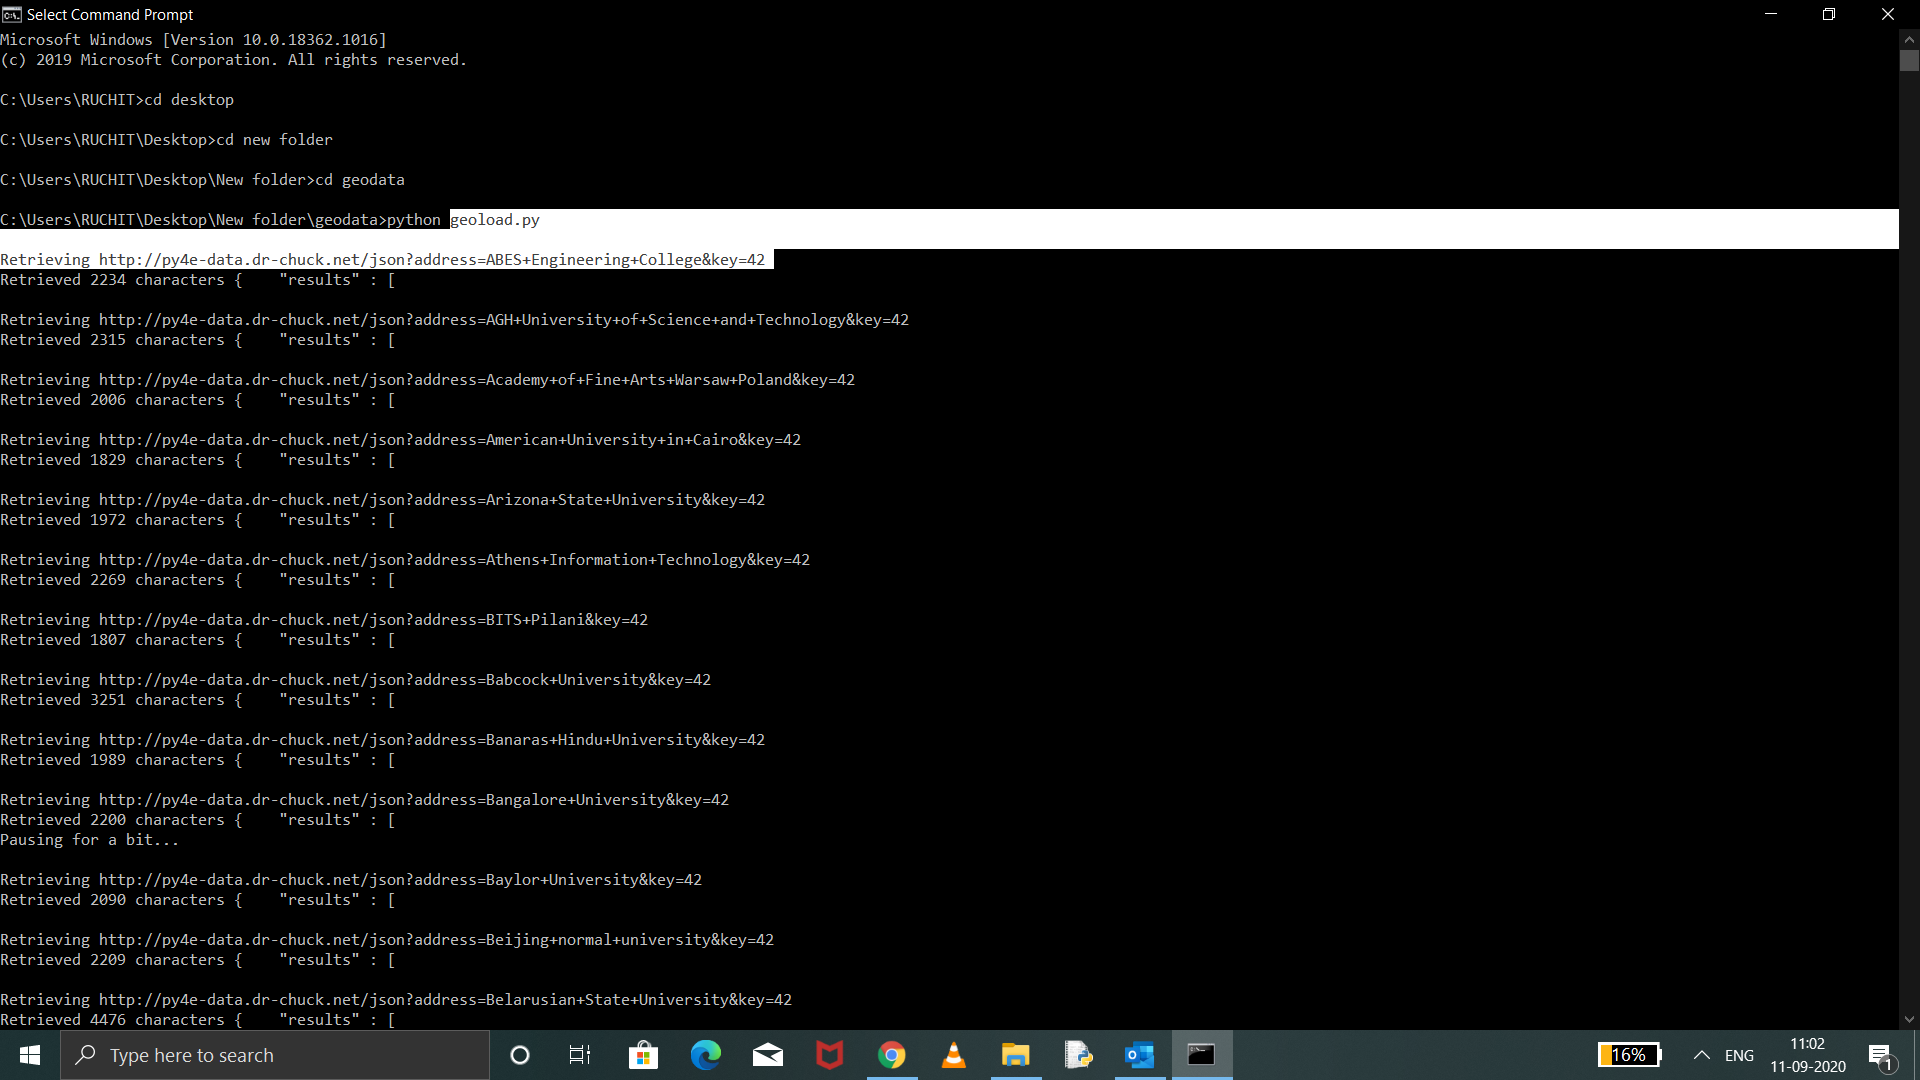 Select Command Prompt
Microsoft Windows [Version 10.0.18362.1016]
(c) 2019 Microsoft Corporation. All rights reserved.
C:\Users\RUCHIT>cd desktop
C:\Users\RUCHIT\Desktop>cd new folder
C:\Users\RUCHIT\Desktop\New folder>cd geodata
C:\Users\RUCHIT\Desktop\New folder\geodata>python geoload.py
Retrieving http://py4e-data.dr-chuck.net/json?address=ABES+Engineering+College&key=42
Retrieved 2234 characters {    "results" : [
Retrieving http://py4e-data.dr-chuck.net/json?address=AGH+University+of+Science+and+Technology&key=42
Retrieved 2315 characters {    "results" : [
Retrieving http://py4e-data.dr-chuck.net/json?address=Academy+of+Fine+Arts+Warsaw+Poland&key=42
Retrieved 2006 characters {    "results" : [
Retrieving http://py4e-data.dr-chuck.net/json?address=American+University+in+Cairo&key=42
Retrieved 1829 characters {    "results" : [
Retrieving http://py4e-data.dr-chuck.net/json?address=Arizona+State+University&key=42
Retrieved 1972 characters {    "results" : [
Retrieving http://py4e-data.dr-chuck.net/json?address=Athens+Information+Technology&key=42
Retrieved 2269 characters {    "results" : [
Retrieving http://py4e-data.dr-chuck.net/json?address=BITS+Pilani&key=42
Retrieved 1807 characters {    "results" : [
Retrieving http://py4e-data.dr-chuck.net/json?address=Babcock+University&key=42
Retrieved 3251 characters {    "results" : [
Retrieving http://py4e-data.dr-chuck.net/json?address=Banaras+Hindu+University&key=42
Retrieved 1989 characters {    "results" : [
Retrieving http://py4e-data.dr-chuck.net/json?address=Bangalore+University&key=42
Retrieved 2200 characters {    "results" : [
Pausing for a bit...
Retrieving http://py4e-data.dr-chuck.net/json?address=Baylor+University&key=42
Retrieved 2090 characters {    "results" : [
Retrieving http://py4e-data.dr-chuck.net/json?address=Beijing+normal+university&key=42
Retrieved 2209 characters {    "results" : [
Retrieving http://py4e-data.dr-chuck.net/json?address=Belarusian+State+University&key=42
Retrieved 4476 characters {    "results" : [
Type here to search
16%
ENG
11:02
11-09-2020
1